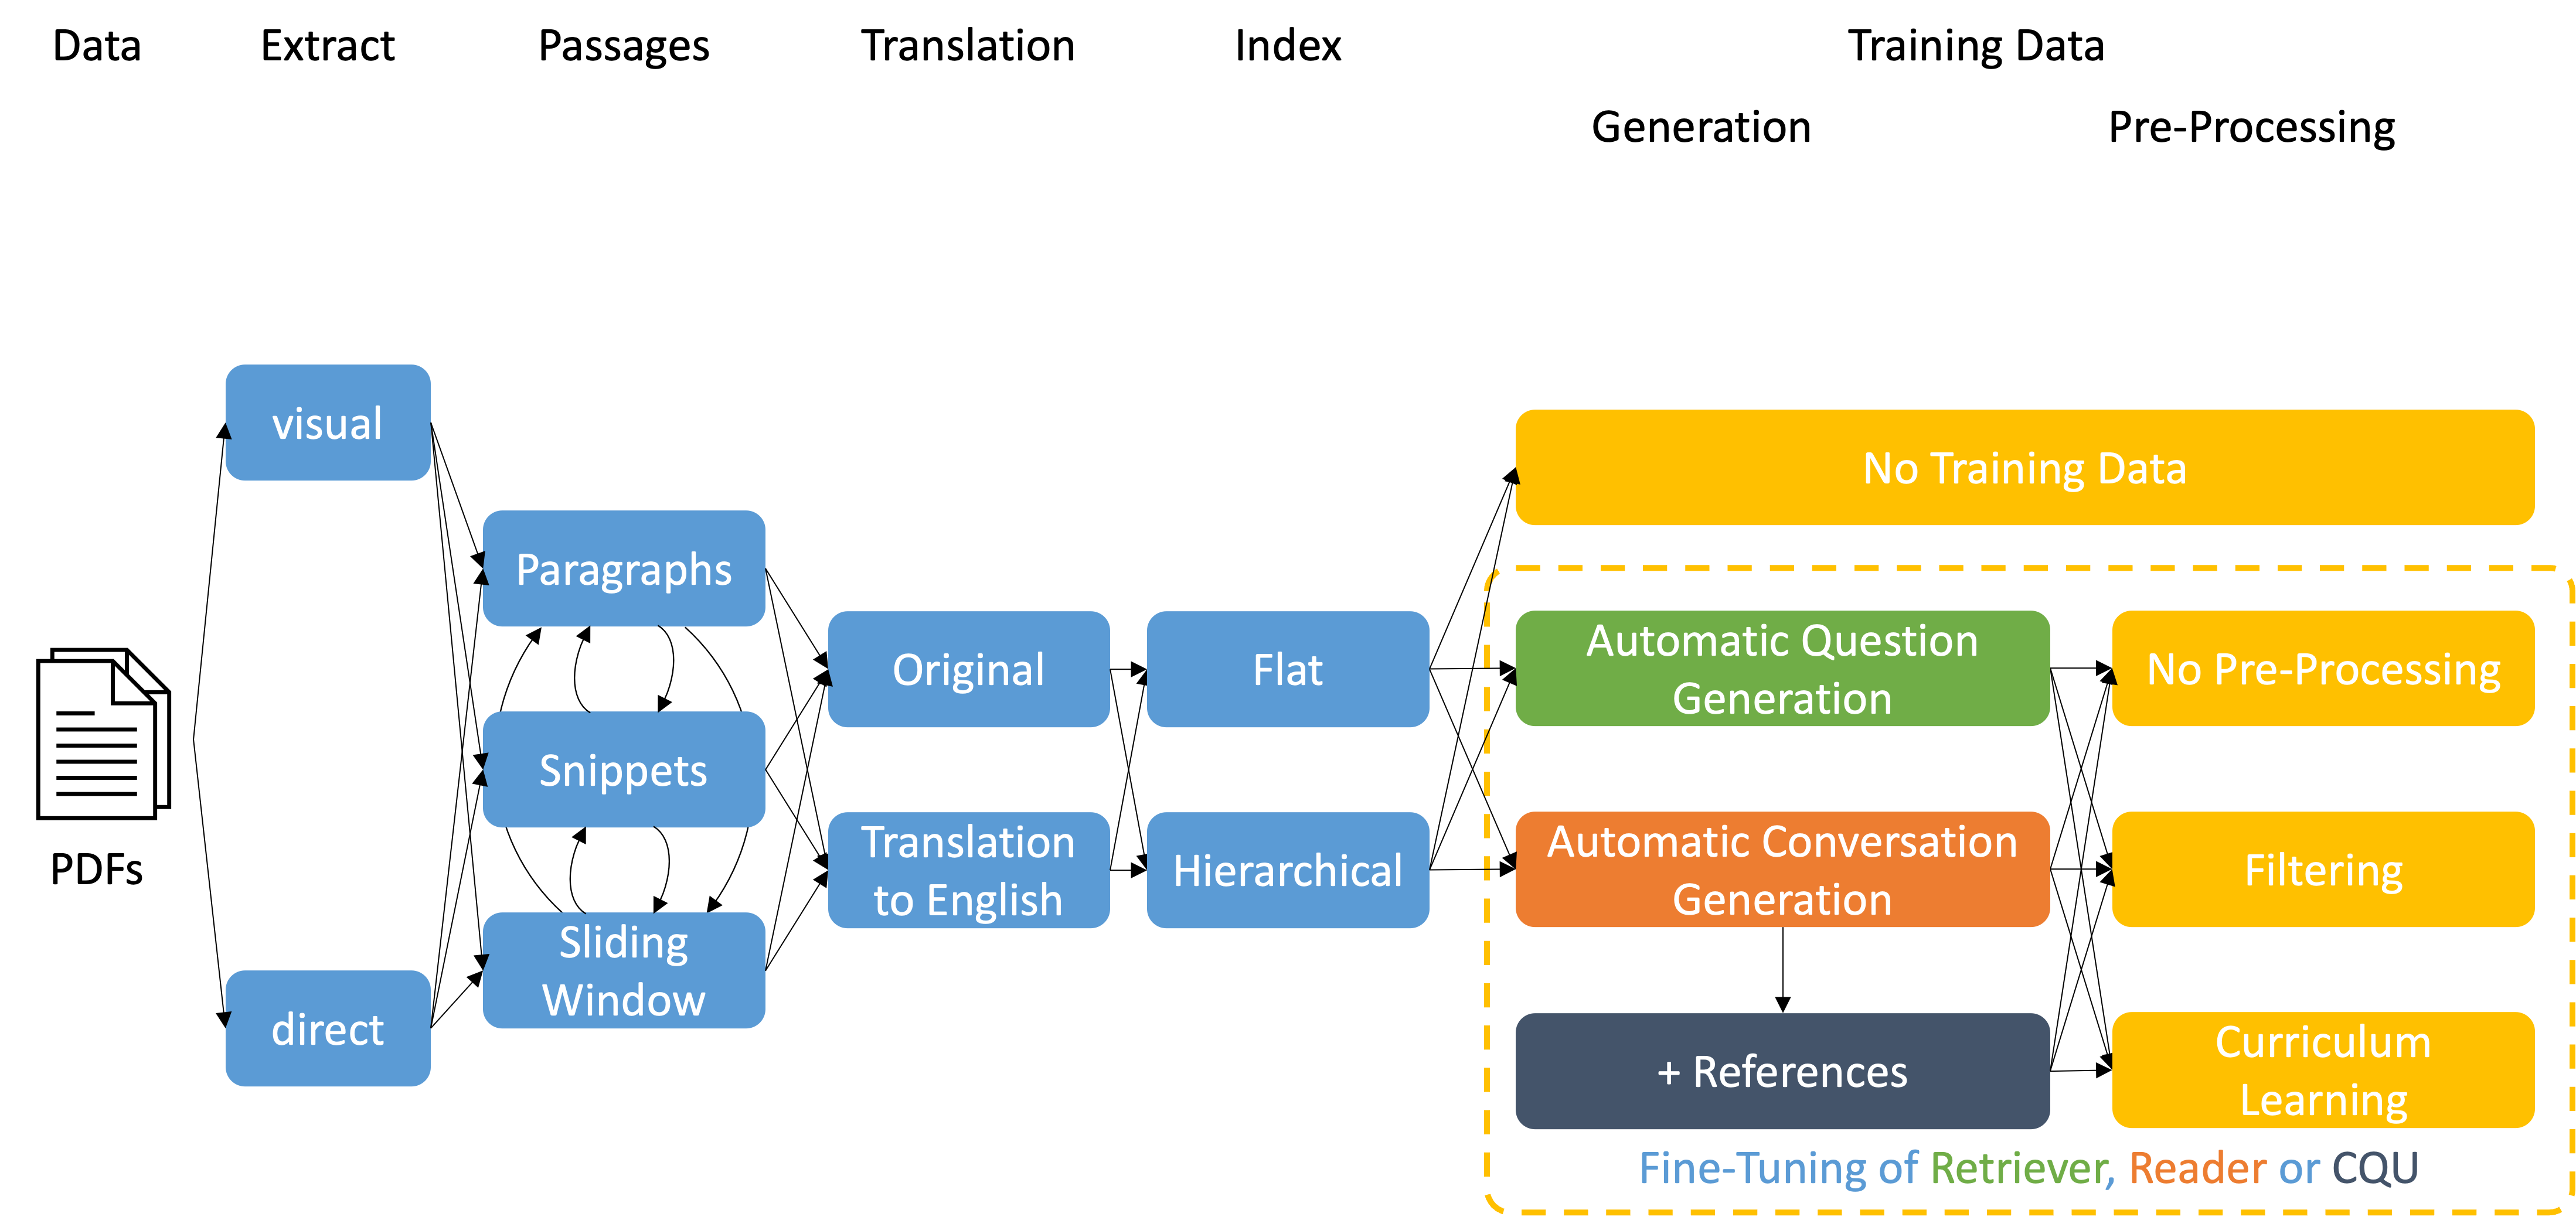 Data
Extract
Passages
Translation
Index
Training Data
Generation
Pre-Processing
PDFs
visual
direct
Paragraphs
Snippets
Sliding
Window
Original
Translation
to English
Flat
Hierarchical
No Training Data
Automatic Question
Generation
Automatic Conversation
Generation
+ References
No Pre-Processing
Filtering
Curriculum
Learning
Fine-Tuning of Retriever, Reader or CQU